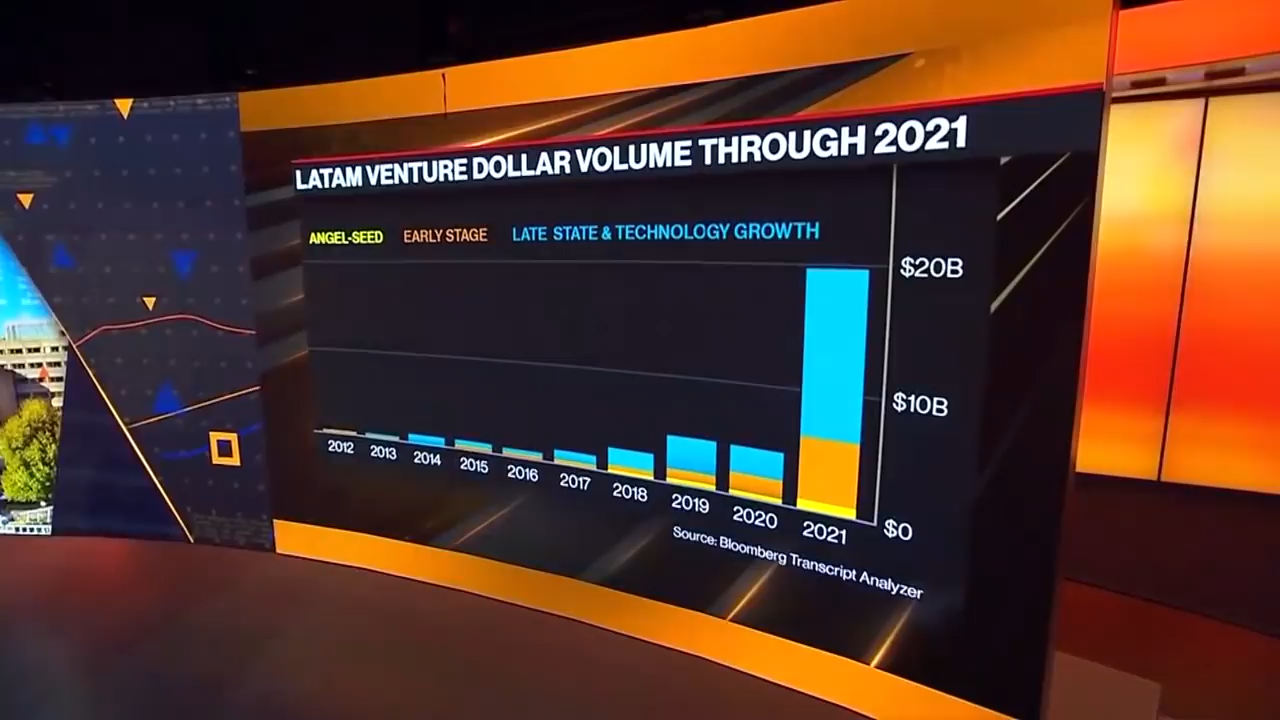 LATAM VENTURE DOLLAR VOLUME THROUGH 2021
ANGEL-SEED EARLY STAGE LATE STATE & TECHNOLOGY GROWTH
$20B
$10B
$0
2012 2013 2014 2015 2016 2017 2018 2019 2020 2021
Source: Bloomberg Transcript Analyzer